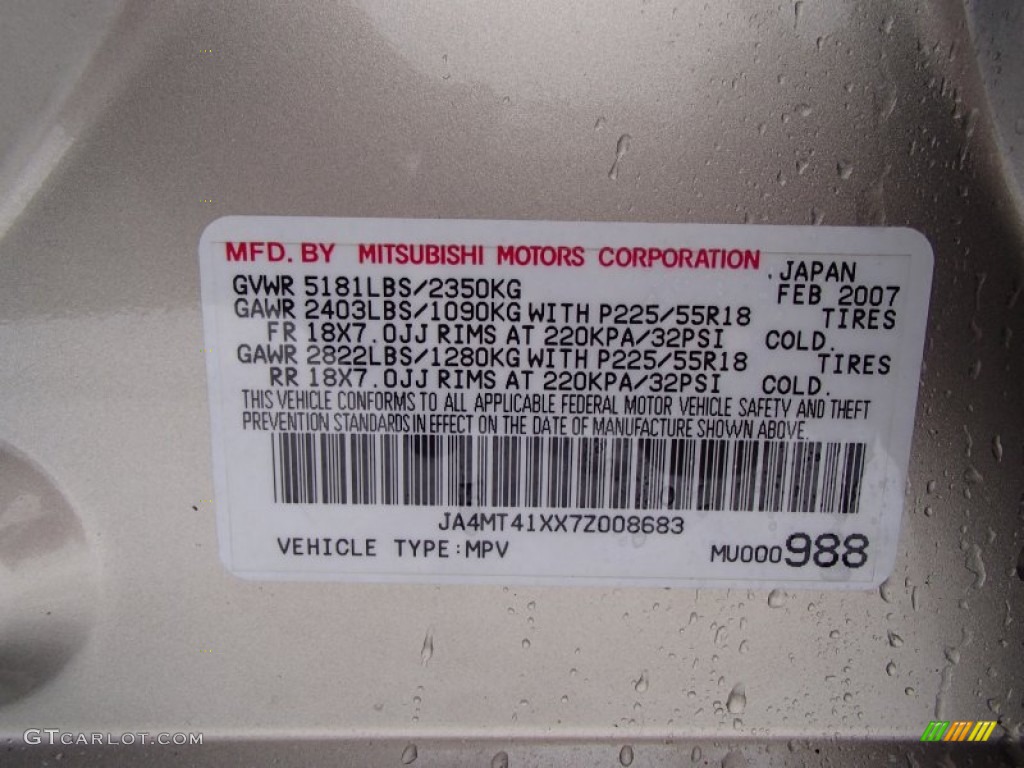 MFD. BY MITSUBISHI MOTORS CORPORATION
. JAPAN
GVWR 5181LBS/2350KG FEB 2007
GAWR 2403LBS/1090KG WITH P225/55R18 TIRES
FR 18X7.0JJ RIMS AT 220KPA/32PSI COLD.
GAWR 2822LBS/1280KG WITH P225/55R18 TIRES
RR 18X7.0JJ RIMS AT 220KPA/32PSI COLD.
THIS VEHICLE CONFORMS TO ALL APPLICABLE FEDERAL MOTOR VEHICLE SAFETY AND THEFT
PREVENTION STANDARDS IN EFFECT ON THE DATE OF MANUFACTURE SHOWN ABOVE.
JA4MT41XX7Z008683
VEHICLE TYPE:MPV MU000988
GTCARLOT.COM